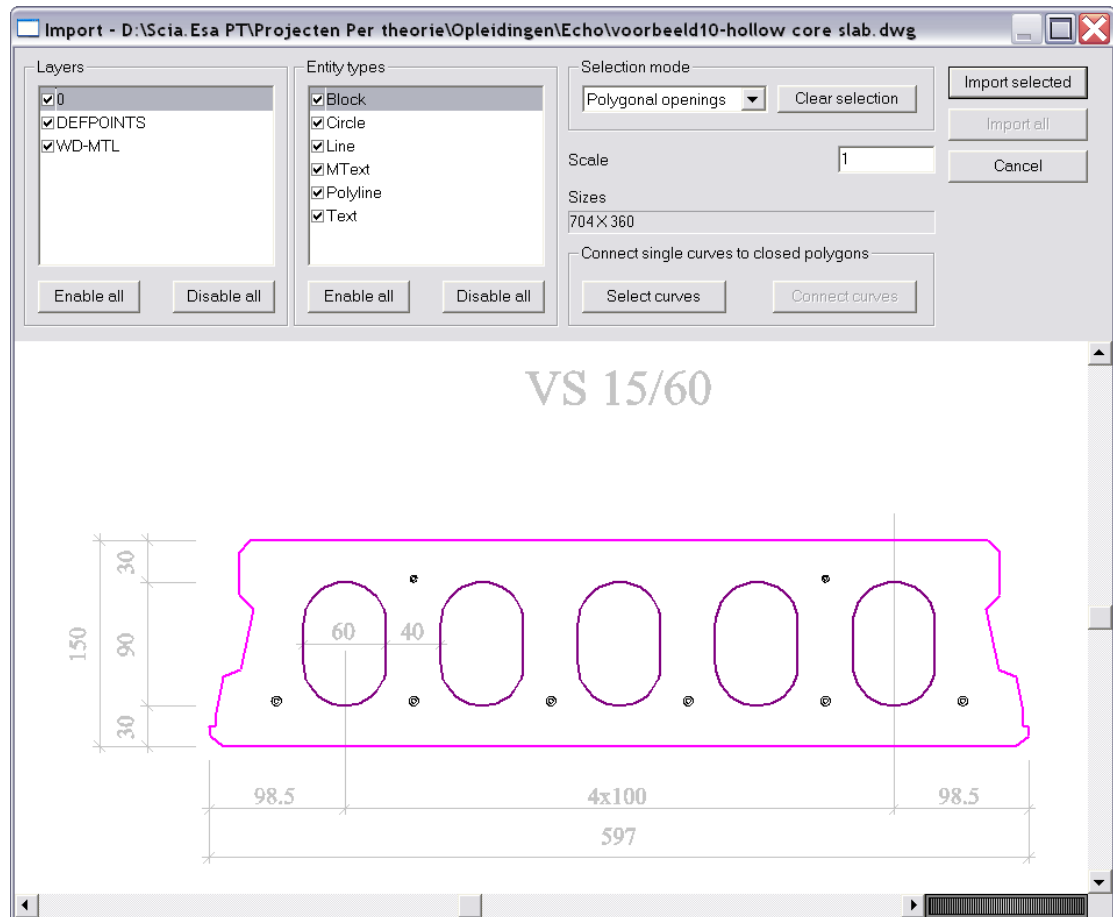 Import - D:\Scia.Esa PT\Projecten Per theorie\Opleidingen\Echo\voorbeeld10-hollow core slab.dwg
Layers
0
DEFPOINTS
WD-MTL
Enable all
Disable all
Entity types
Block
Circle
Line
MText
Polyline
Text
Enable all
Disable all
Selection mode
Polygonal openings
Clear selection
Scale
1
Sizes
704 X 360
Connect single curves to closed polygons
Select curves
Connect curves
Import selected
Import all
Cancel
VS 15/60
30
150
90
30
60
40
98.5
4x100
98.5
597